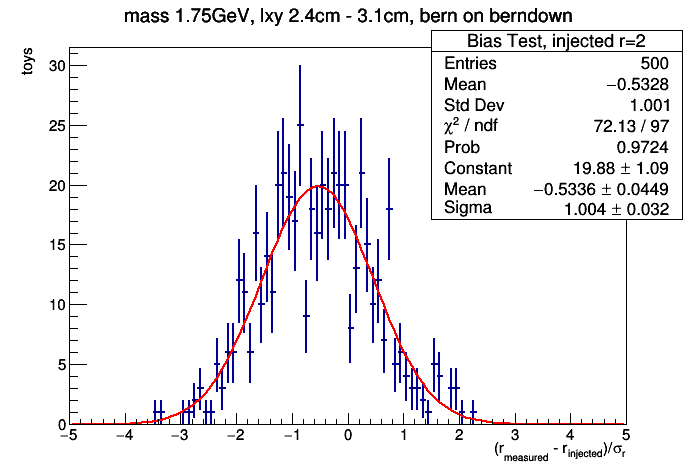 mass 1.75GeV, lxy 2.4cm - 3.1cm, bern on berndown
Bias Test, injected r=2
Entries 500
Mean −0.5328
Std Dev 1.001
χ² / ndf 72.13 / 97
Prob 0.9724
Constant 19.88 ± 1.09
Mean −0.5336 ± 0.0449
Sigma 1.004 ± 0.032
toys
30
25
20
15
10
5
0
−5 −4 −3 −2 −1 0 1 2 3 4 5
(r_measured - r_injected)/σ_r